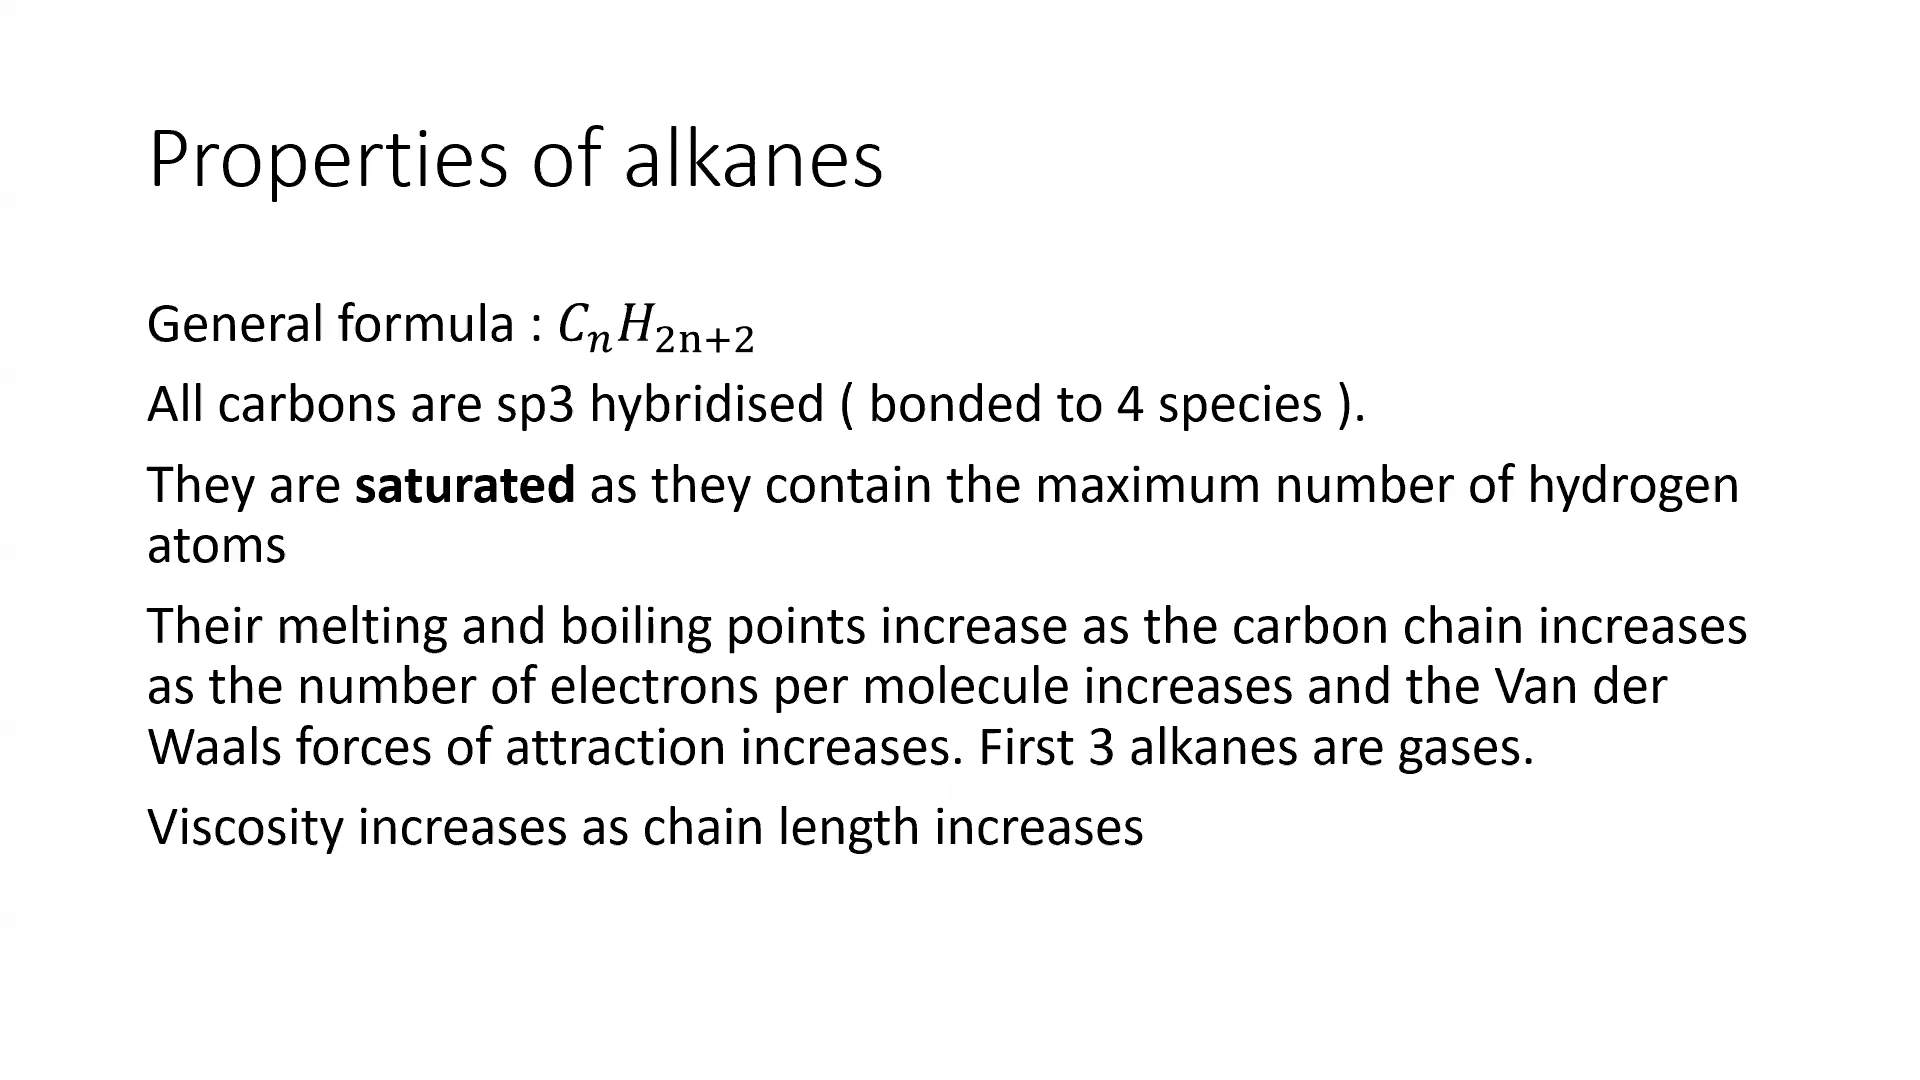 Properties of alkanes
General formula : CₙH₂ₙ₊₂
All carbons are sp3 hybridised ( bonded to 4 species ).
They are saturated as they contain the maximum number of hydrogen
atoms
Their melting and boiling points increase as the carbon chain increases
as the number of electrons per molecule increases and the Van der
Waals forces of attraction increases. First 3 alkanes are gases.
Viscosity increases as chain length increases